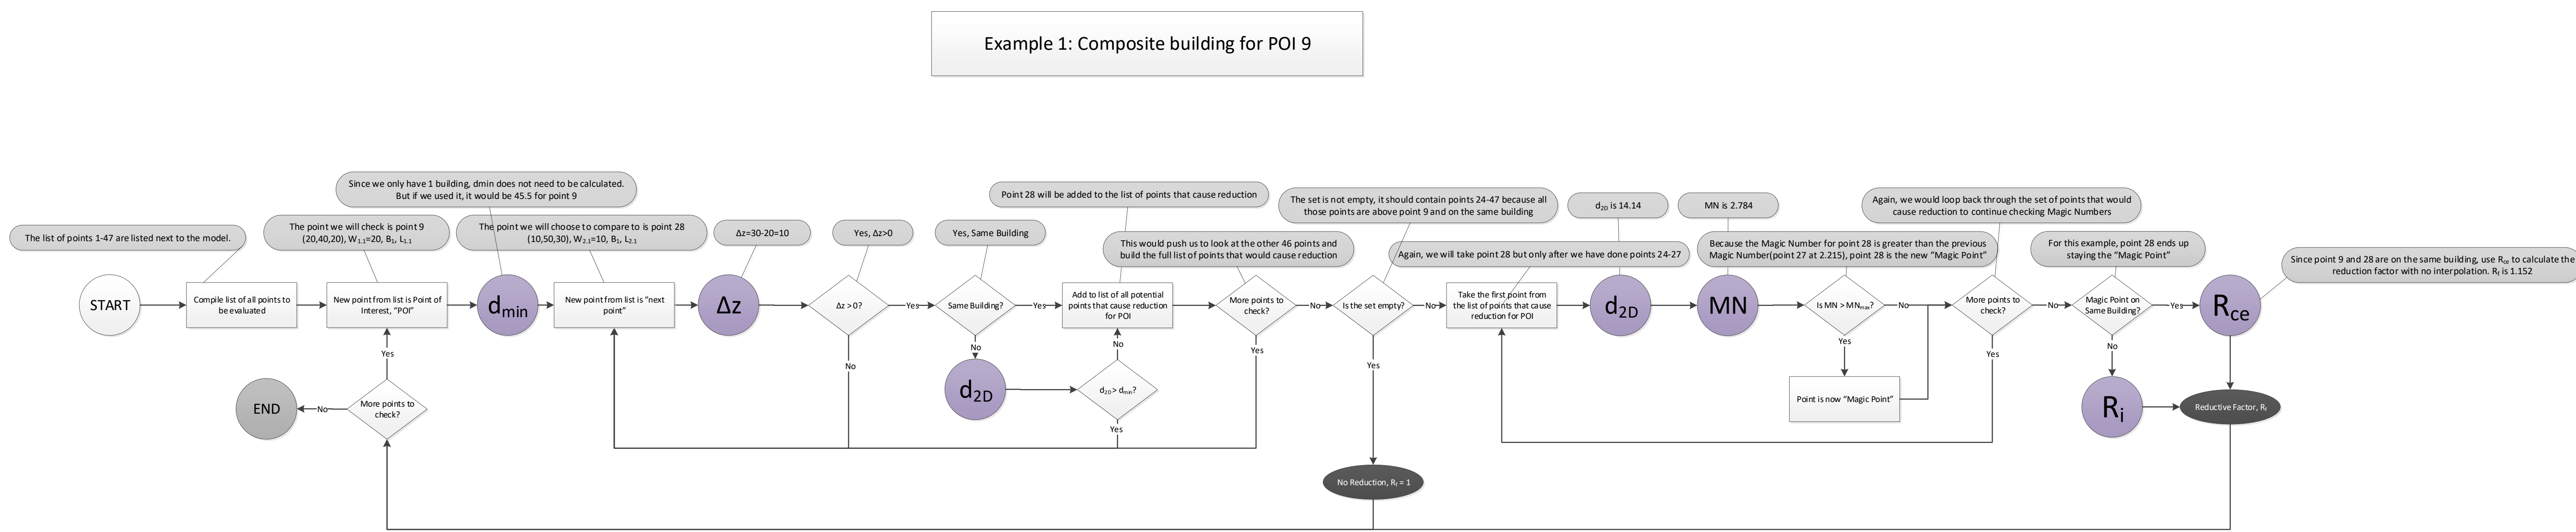 Example 1: Composite building for POI 9
Since we only have 1 building, dmin does not need to be calculated.
But if we used it, it would be 45.5 for point 9
The list of points 1-47 are listed next to the model.
The point we will check is point 9
(20,40,20), W1.1=20, B1, L1.1
The point we will choose to compare to is point 28
(10,50,30), W2.1=10, B1, L2.1
Δz=30-20=10
Yes, Δz>0
Yes, Same Building
Point 28 will be added to the list of points that cause reduction
This would push us to look at the other 46 points and
build the full list of points that would cause reduction
The set is not empty, it should contain points 24-47 because all
those points are above point 9 and on the same building
Again, we will take point 28 but only after we have done points 24-27
d2D is 14.14
MN is 2.784
Because the Magic Number for point 28 is greater than the previous
Magic Number(point 27 at 2.215), point 28 is the new “Magic Point”
Again, we would loop back through the set of points that would
cause reduction to continue checking Magic Numbers
For this example, point 28 ends up
staying the “Magic Point”
Since point 9 and 28 are on the same building, use Rce to calculate the
reduction factor with no interpolation. Rf is 1.152
START
Compile list of all points to
be evaluated
New point from list is Point of
Interest, “POI”
dmin
New point from list is “next
point”
Δz
Δz > 0?
Yes
Same Building?
Yes
Add to list of all potential
points that cause reduction
for POI
More points to
check?
No
Is the set empty?
No
Take the first point from
the list of points that cause
reduction for POI
d2D
MN
Is MN > MNmax?
No
More points to
check?
No
Magic Point on
Same Building?
Yes
Rce
Yes
No
No
No
Yes
Yes
Yes
Yes
No
END
No
More points to
check?
d2D
d2D > dmin?
Yes
Point is now “Magic Point”
Ri
Reductive Factor, Rf
No Reduction, Rf = 1